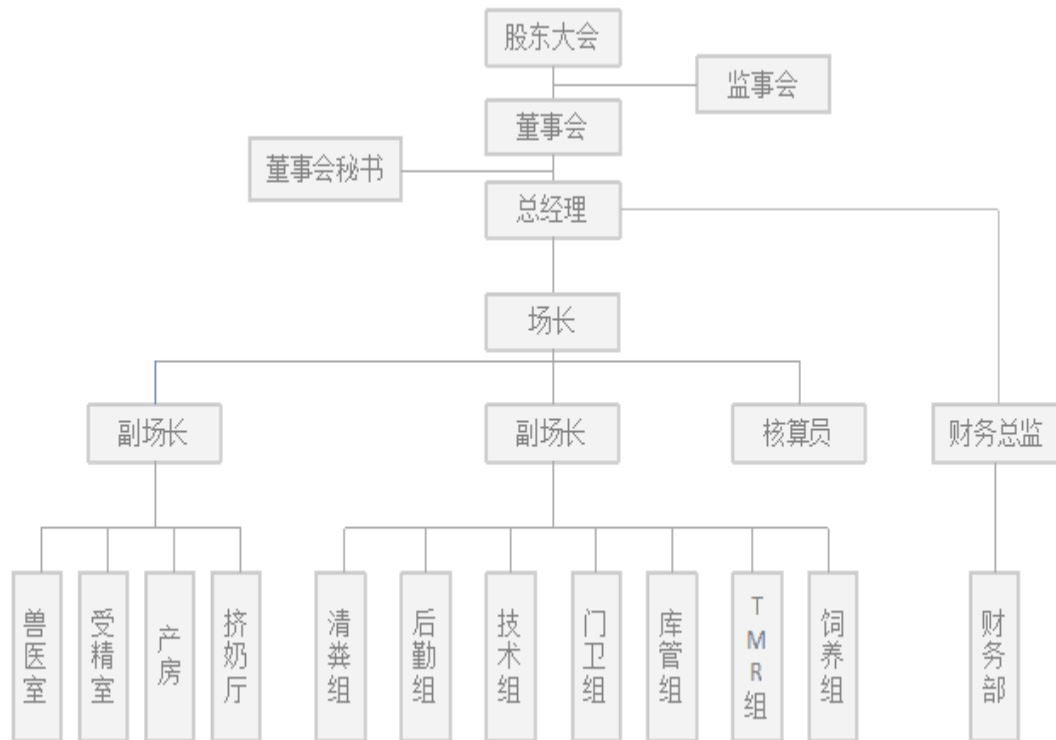 股东大会
监事会
董事会
董事会秘书
总经理
场长
副场长
副场长
核算员
财务总监
兽医室
受精室
产房
挤奶厅
清粪组
后勤组
技术组
门卫组
库管组
TMR组
饲养组
财务部